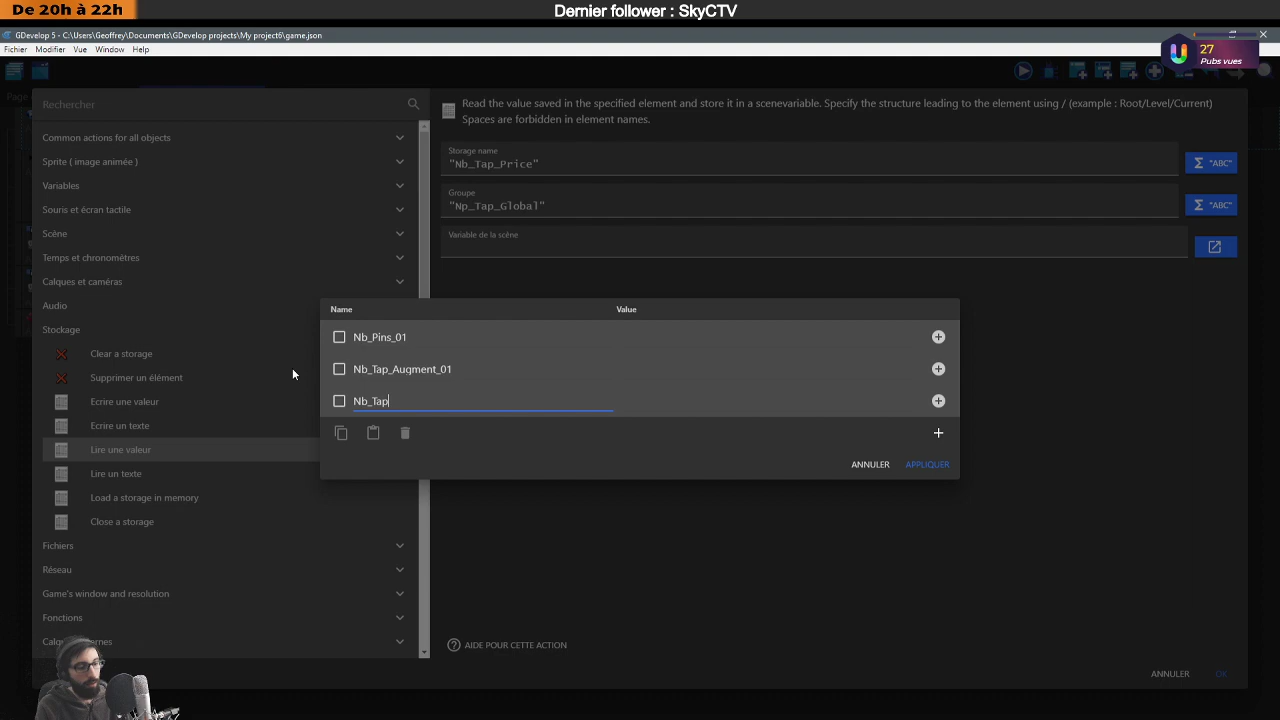 De 20h à 22h
Dernier follower : SkyCTV
GDevelop 5 - C:\Users\Geoffrey\Documents\GDevelop projects\My project6\game.json
Fichier Modifier Vue Window Help
27
Pubs vues
Page
Rechercher
Common actions for all objects
Sprite ( image animée )
Variables
Souris et écran tactile
Scène
Temps et chronomètres
Calques et caméras
Audio
Stockage
Clear a storage
Supprimer un élément
Ecrire une valeur
Ecrire un texte
Lire une valeur
Lire un texte
Load a storage in memory
Close a storage
Fichiers
Réseau
Game's window and resolution
Fonctions
Read the value saved in the specified element and store it in a scenevariable. Specify the structure leading to the element using / (example : Root/Level/Current)
Spaces are forbidden in element names.
Storage name
"Nb_Tap_Price"
Σ "ABC"
Groupe
"Np_Tap_Global"
Σ "ABC"
Variable de la scène
Name Value
Nb_Pins_01
Nb_Tap_Augment_01
Nb_Tap
ANNULER APPLIQUER
AIDE POUR CETTE ACTION
ANNULER OK